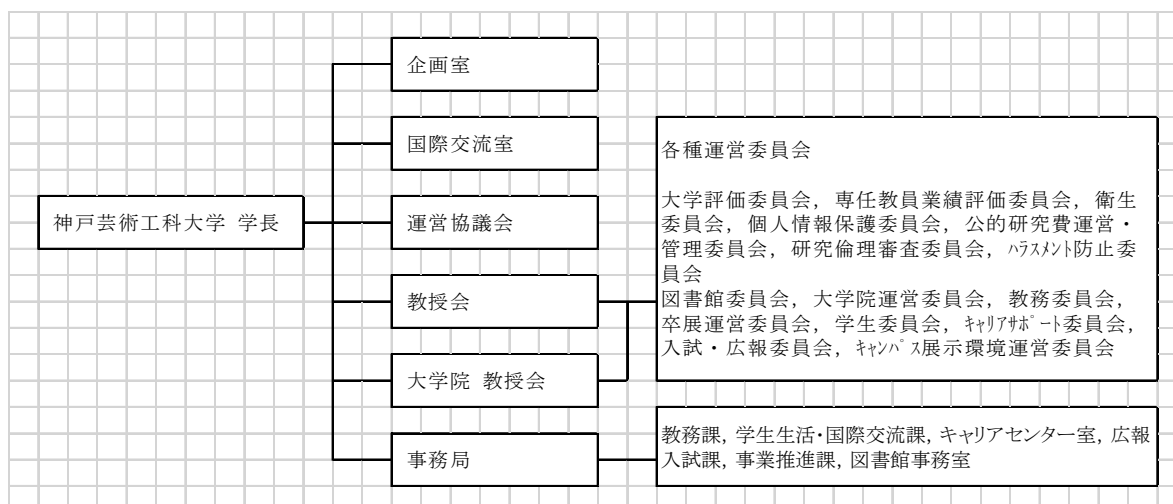 企画室
国際交流室
神戸芸術工科大学 学長
運営協議会
教授会
大学院 教授会
事務局
各種運営委員会
大学評価委員会, 専任教員業績評価委員会, 衛生
委員会, 個人情報保護委員会, 公的研究費運営・
管理委員会, 研究倫理審査委員会, ﾊﾗｽﾒﾝﾄ防止委
員会
図書館委員会, 大学院運営委員会, 教務委員会,
卒展運営委員会, 学生委員会, ｷｬﾘｱｻﾎﾟｰﾄ委員会,
入試・広報委員会, ｷｬﾝﾊﾟｽ展示環境運営委員会
教務課, 学生生活・国際交流課, キャリアセンター室, 広報
入試課, 事業推進課, 図書館事務室